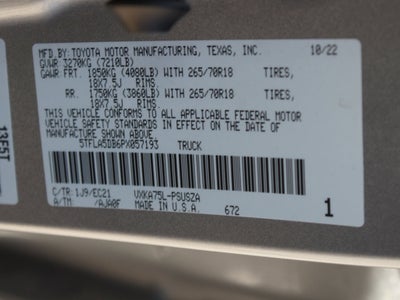 MFD.BY:TOYOTA MOTOR MANUFACTURING, TEXAS, INC. 10/22
GVWR 3270KG (7210LB)
GAWR FRT. 1850KG (4080LB) WITH 265/70R18 TIRES,
18X7.5J RIMS
RR. 1750KG (3860LB) WITH 265/70R18 TIRES,
18X7.5J RIMS
THIS VEHICLE CONFORMS TO ALL APPLICABLE FEDERAL MOTOR
VEHICLE SAFETY STANDARDS IN EFFECT ON THE DATE OF
MANUFACTURE SHOWN ABOVE.
5TFLA5DB6PX057193 TRUCK
13F5T
C/TR: 1J9/EC21 VXKA75L-PSUSZA
A/TM: /AJA0F MADE IN U.S.A. 672 1